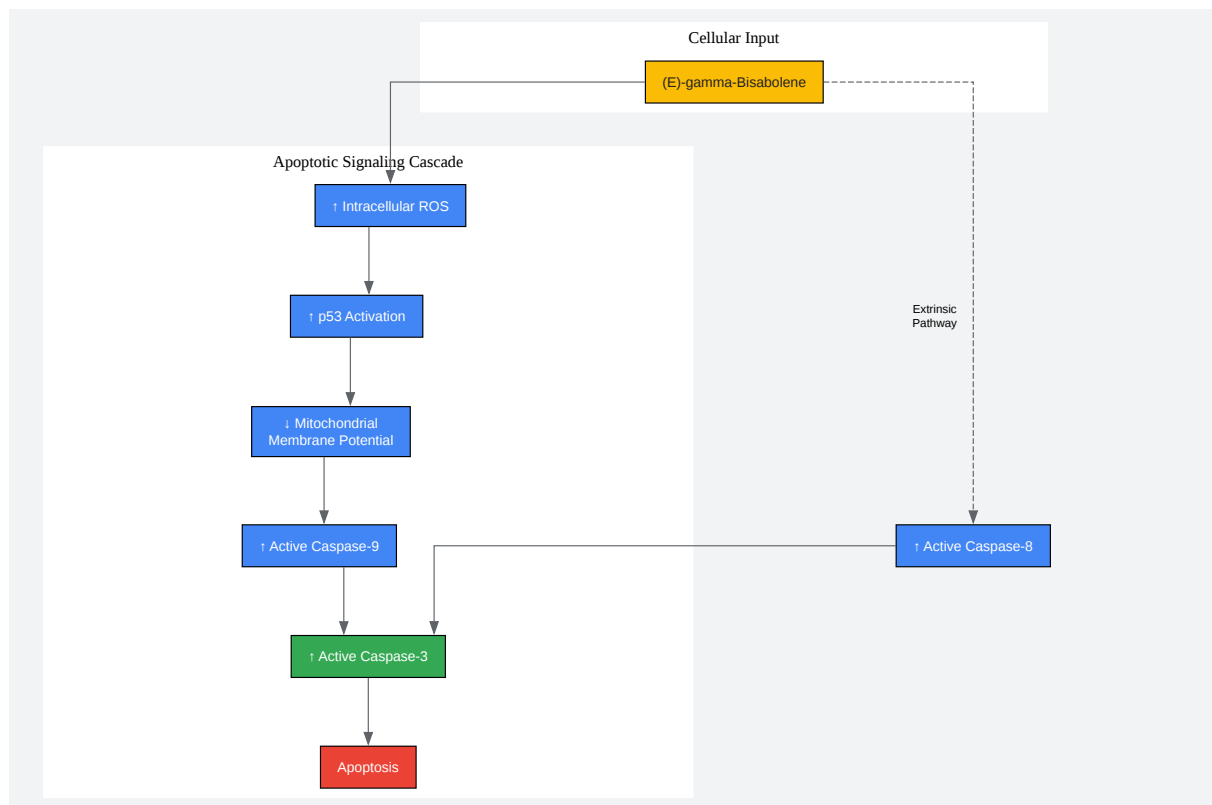 Cellular Input
(E)-gamma-Bisabolene
Apoptotic Signaling Cascade
↑ Intracellular ROS
↑ p53 Activation
Extrinsic
Pathway
↓ Mitochondrial
Membrane Potential
↑ Active Caspase-9
↑ Active Caspase-8
↑ Active Caspase-3
Apoptosis